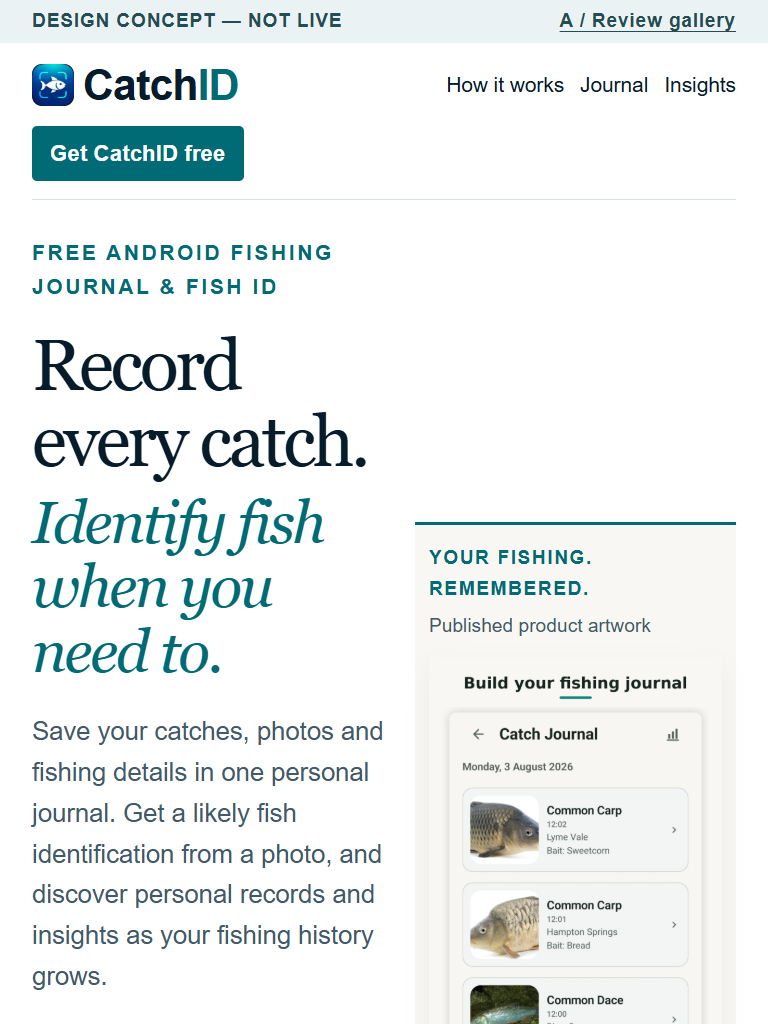 DESIGN CONCEPT — NOT LIVE
A / Review gallery
CatchID
How it works
Journal
Insights
Get CatchID free
FREE ANDROID FISHING
JOURNAL & FISH ID
Record
every catch.
Identify fish
when you
need to.
Save your catches, photos and
fishing details in one personal
journal. Get a likely fish
identification from a photo, and
discover personal records and
insights as your fishing history
grows.
YOUR FISHING.
REMEMBERED.
Published product artwork
Build your fishing journal
Catch Journal
Monday, 3 August 2026
Common Carp
12:02
Lyme Vale
Bait: Sweetcorn
Common Carp
12:01
Hampton Springs
Bait: Bread
Common Dace
12:00